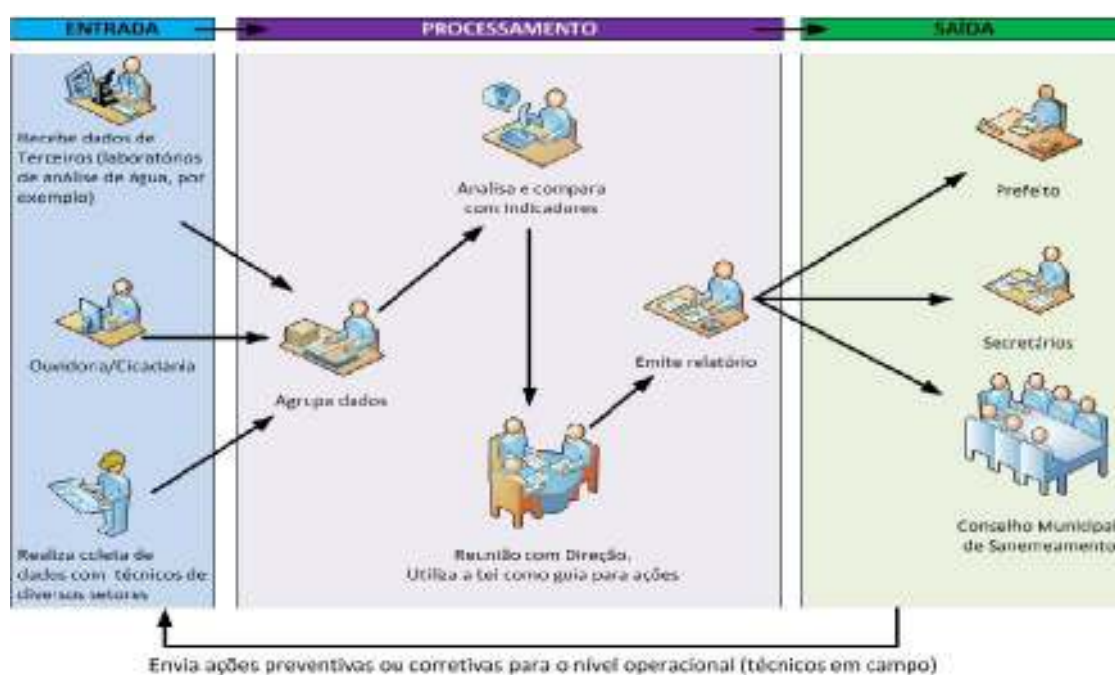 ENTRADA
PROCESSAMENTO
SAÍDA
Recebe dados de
Terceiros (laboratórios
de análise de água, por
exemplo)
Ouvidoria/Cicadania
Realiza coleta de
dados com técnicos de
diversos setores
Agrupa dados
Analisa e compara
com Indicadores
Reunião com Direção.
Utiliza a lei como guia para ações
Emite relatório
Prefeito
Secretários
Conselho Municipal
de Sanemeamento
Envia ações preventivas ou corretivas para o nível operacional (técnicos em campo)